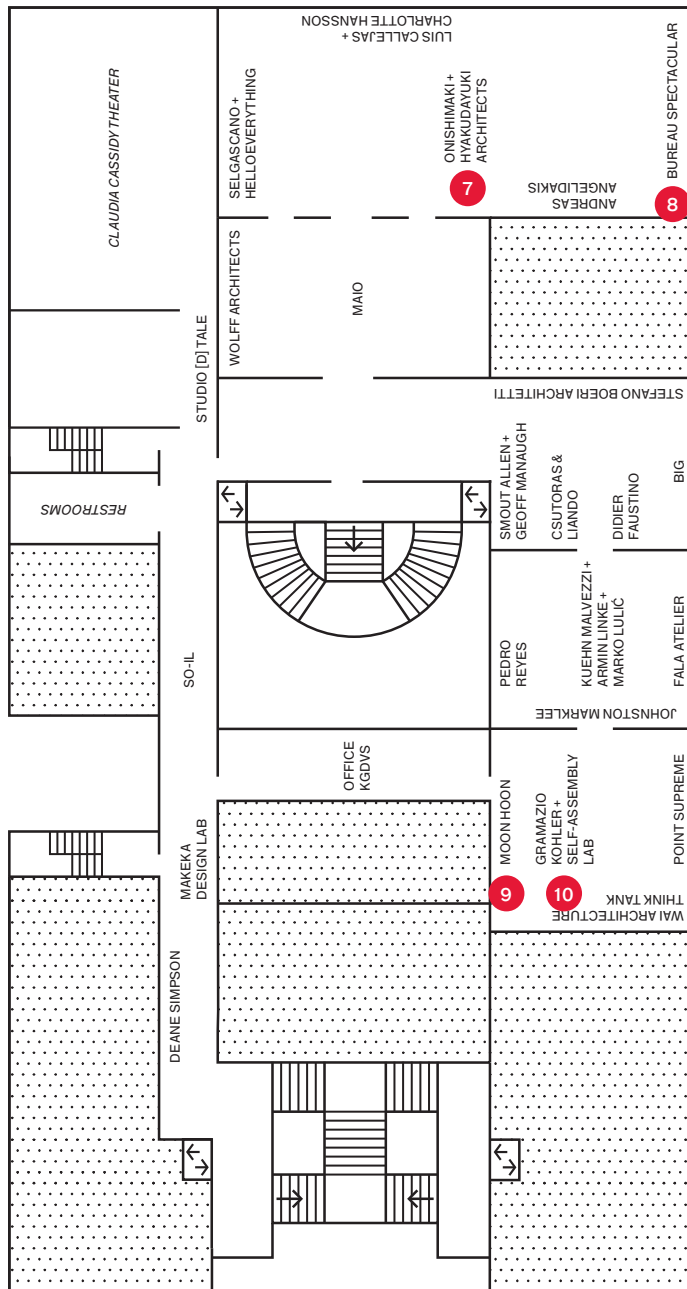 CLAUDIA CASSIDY THEATER
SELGASCANO +
HELLOEVERYTHING
LUIS CALLEJAS +
CHARLOTTE HANSSON
7
ONISHIMAKI +
HYAKUDAYUKI
ARCHITECTS
ANDREAS
ANGELIDAKIS
8
BUREAU SPECTACULAR
STUDIO [D] TALE
WOLFF ARCHITECTS
MAIO
STEFANO BOERI ARCHITETTI
RESTROOMS
SMOUT ALLEN +
GEOFF MANAUGH
CSUTORAS &
LIANDO
DIDIER
FAUSTINO
BIG
SO-IL
PEDRO
REYES
KUEHN MALVEZZI +
ARMIN LINKE +
MARKO LULIĆ
FALA ATELIER
JOHNSTON MARKLEE
MAKEKA
DESIGN LAB
OFFICE
KGDVS
9
MOON HOON
10
GRAMAZIO
KOHLER +
SELF-ASSEMBLY
LAB
POINT SUPREME
WAI ARCHITECTURE
THINK TANK
DEANE SIMPSON